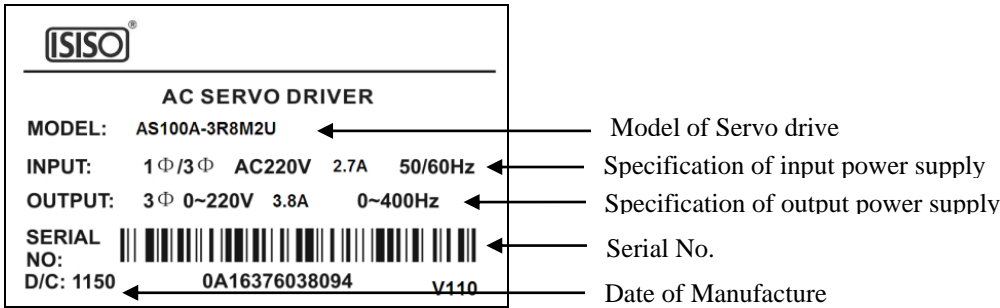 ISISO®
AC SERVO DRIVER
MODEL: AS100A-3R8M2U
Model of Servo drive
INPUT: 1Φ/3Φ AC220V 2.7A 50/60Hz
Specification of input power supply
OUTPUT: 3Φ 0~220V 3.8A 0~400Hz
Specification of output power supply
SERIAL NO:
Serial No.
D/C: 1150 0A16376038094 V110
Date of Manufacture